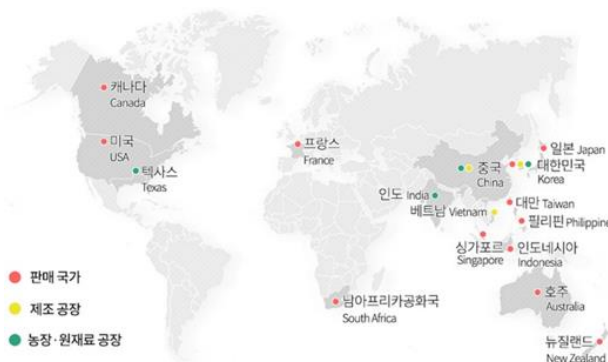 캐나다
Canada
미국
USA
텍사스
Texas
프랑스
France
일본 Japan
중국
China
대한민국
Korea
인도 India
베트남 Vietnam
대만 Taiwan
필리핀 Philippine
싱가포르
Singapore
인도네시아
Indonesia
호주
Australia
남아프리카공화국
South Africa
뉴질랜드
New Zealand
판매 국가
제조 공장
농장·원재료 공장